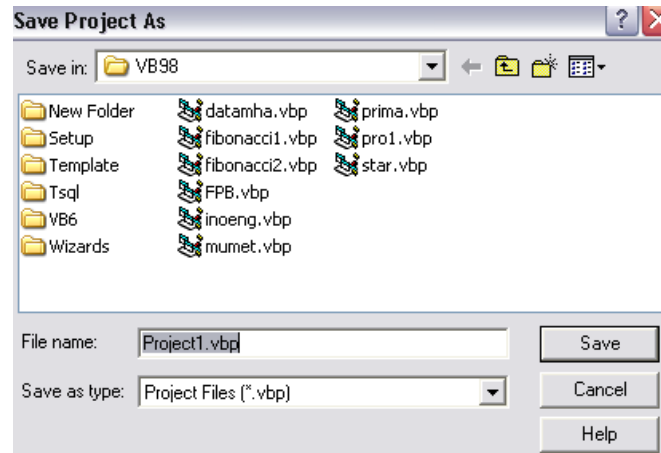 Save Project As
Save in: VB98
New Folder datamha.vbp prima.vbp
Setup fibonacci1.vbp pro1.vbp
Template fibonacci2.vbp star.vbp
Tsql FPB.vbp
VB6 inoeng.vbp
Wizards mumet.vbp
File name: Project1.vbp Save
Save as type: Project Files (*.vbp) Cancel
Help